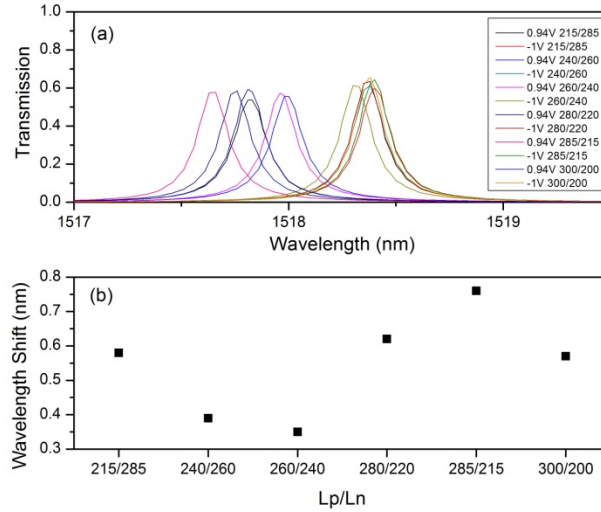 (a)
Transmission
1.0
0.8
0.6
0.4
0.2
0.0
1517
1518
1519
Wavelength (nm)
0.94V 215/285
-1V 215/285
0.94V 240/260
-1V 240/260
0.94V 260/240
-1V 260/240
0.94V 280/220
-1V 280/220
0.94V 285/215
-1V 285/215
0.94V 300/200
-1V 300/200
(b)
Wavelength Shift (nm)
0.8
0.7
0.6
0.5
0.4
0.3
215/285
240/260
260/240
280/220
285/215
300/200
Lp/Ln